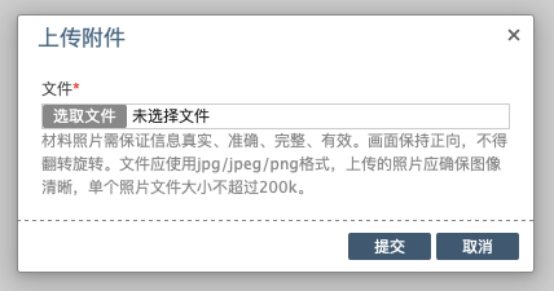 上传附件
×
文件*
选取文件 未选择文件
材料照片需保证信息真实、准确、完整、有效。画面保持正向，不得
翻转旋转。文件应使用jpg/jpeg/png格式，上传的照片应确保图像
清晰，单个照片文件大小不超过200k。
提交 取消